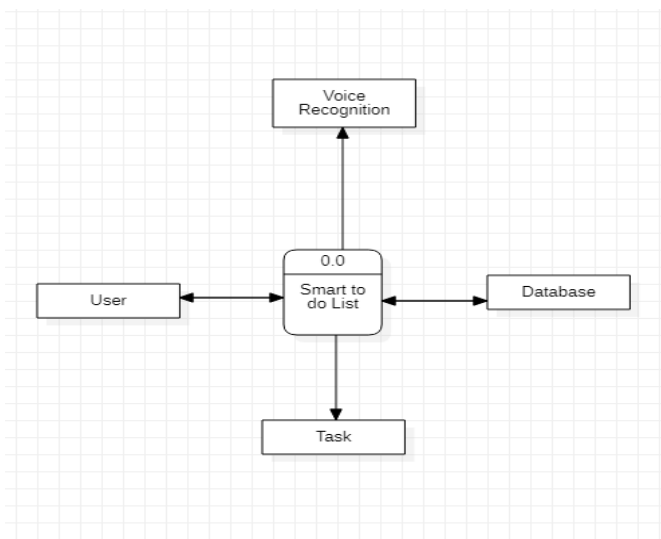 Voice
Recognition
0.0
Smart to
do List
User
Database
Task